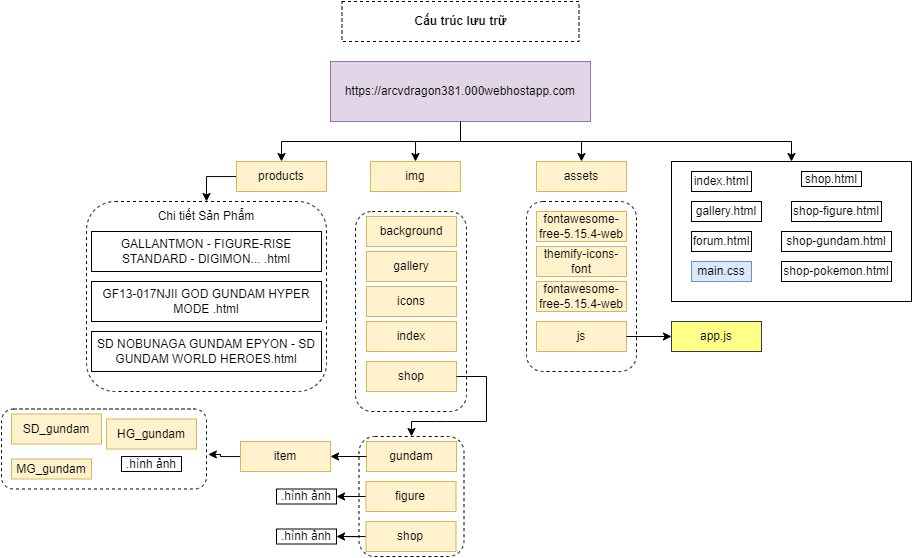 Cấu trúc lưu trữ
https://arcvdragon381.000webhostapp.com
products
img
assets
index.html
shop.html
gallery.html
shop-figure.html
forum.html
shop-gundam.html
main.css
shop-pokemon.html
Chi tiết Sản Phẩm
GALLANTMON - FIGURE-RISE
STANDARD - DIGIMON... .html
GF13-017NJII GOD GUNDAM HYPER
MODE .html
SD NOBUNAGA GUNDAM EPYON - SD
GUNDAM WORLD HEROES.html
background
gallery
icons
index
shop
fontawesome-
free-5.15.4-web
themify-icons-
font
fontawesome-
free-5.15.4-web
js
app.js
SD_gundam
HG_gundam
MG_gundam
.hình ảnh
item
gundam
.hình ảnh
figure
.hình ảnh
shop